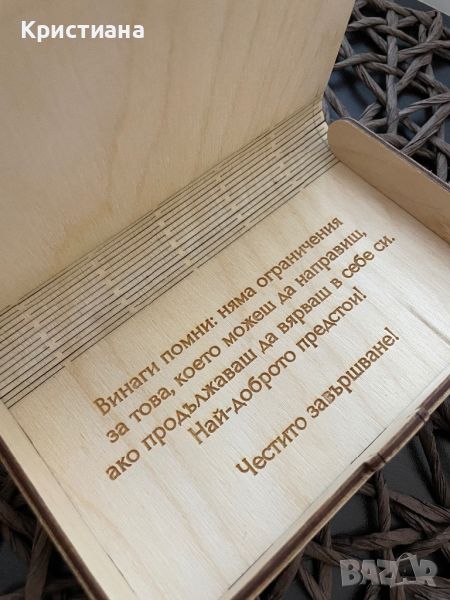 Кристиана
Винаги помни: няма ограничения
за това, което можеш да направиш,
ако продължаваш да вярваш в себе си.
Най-доброто предстои!
Честито завършване!
BAZAR